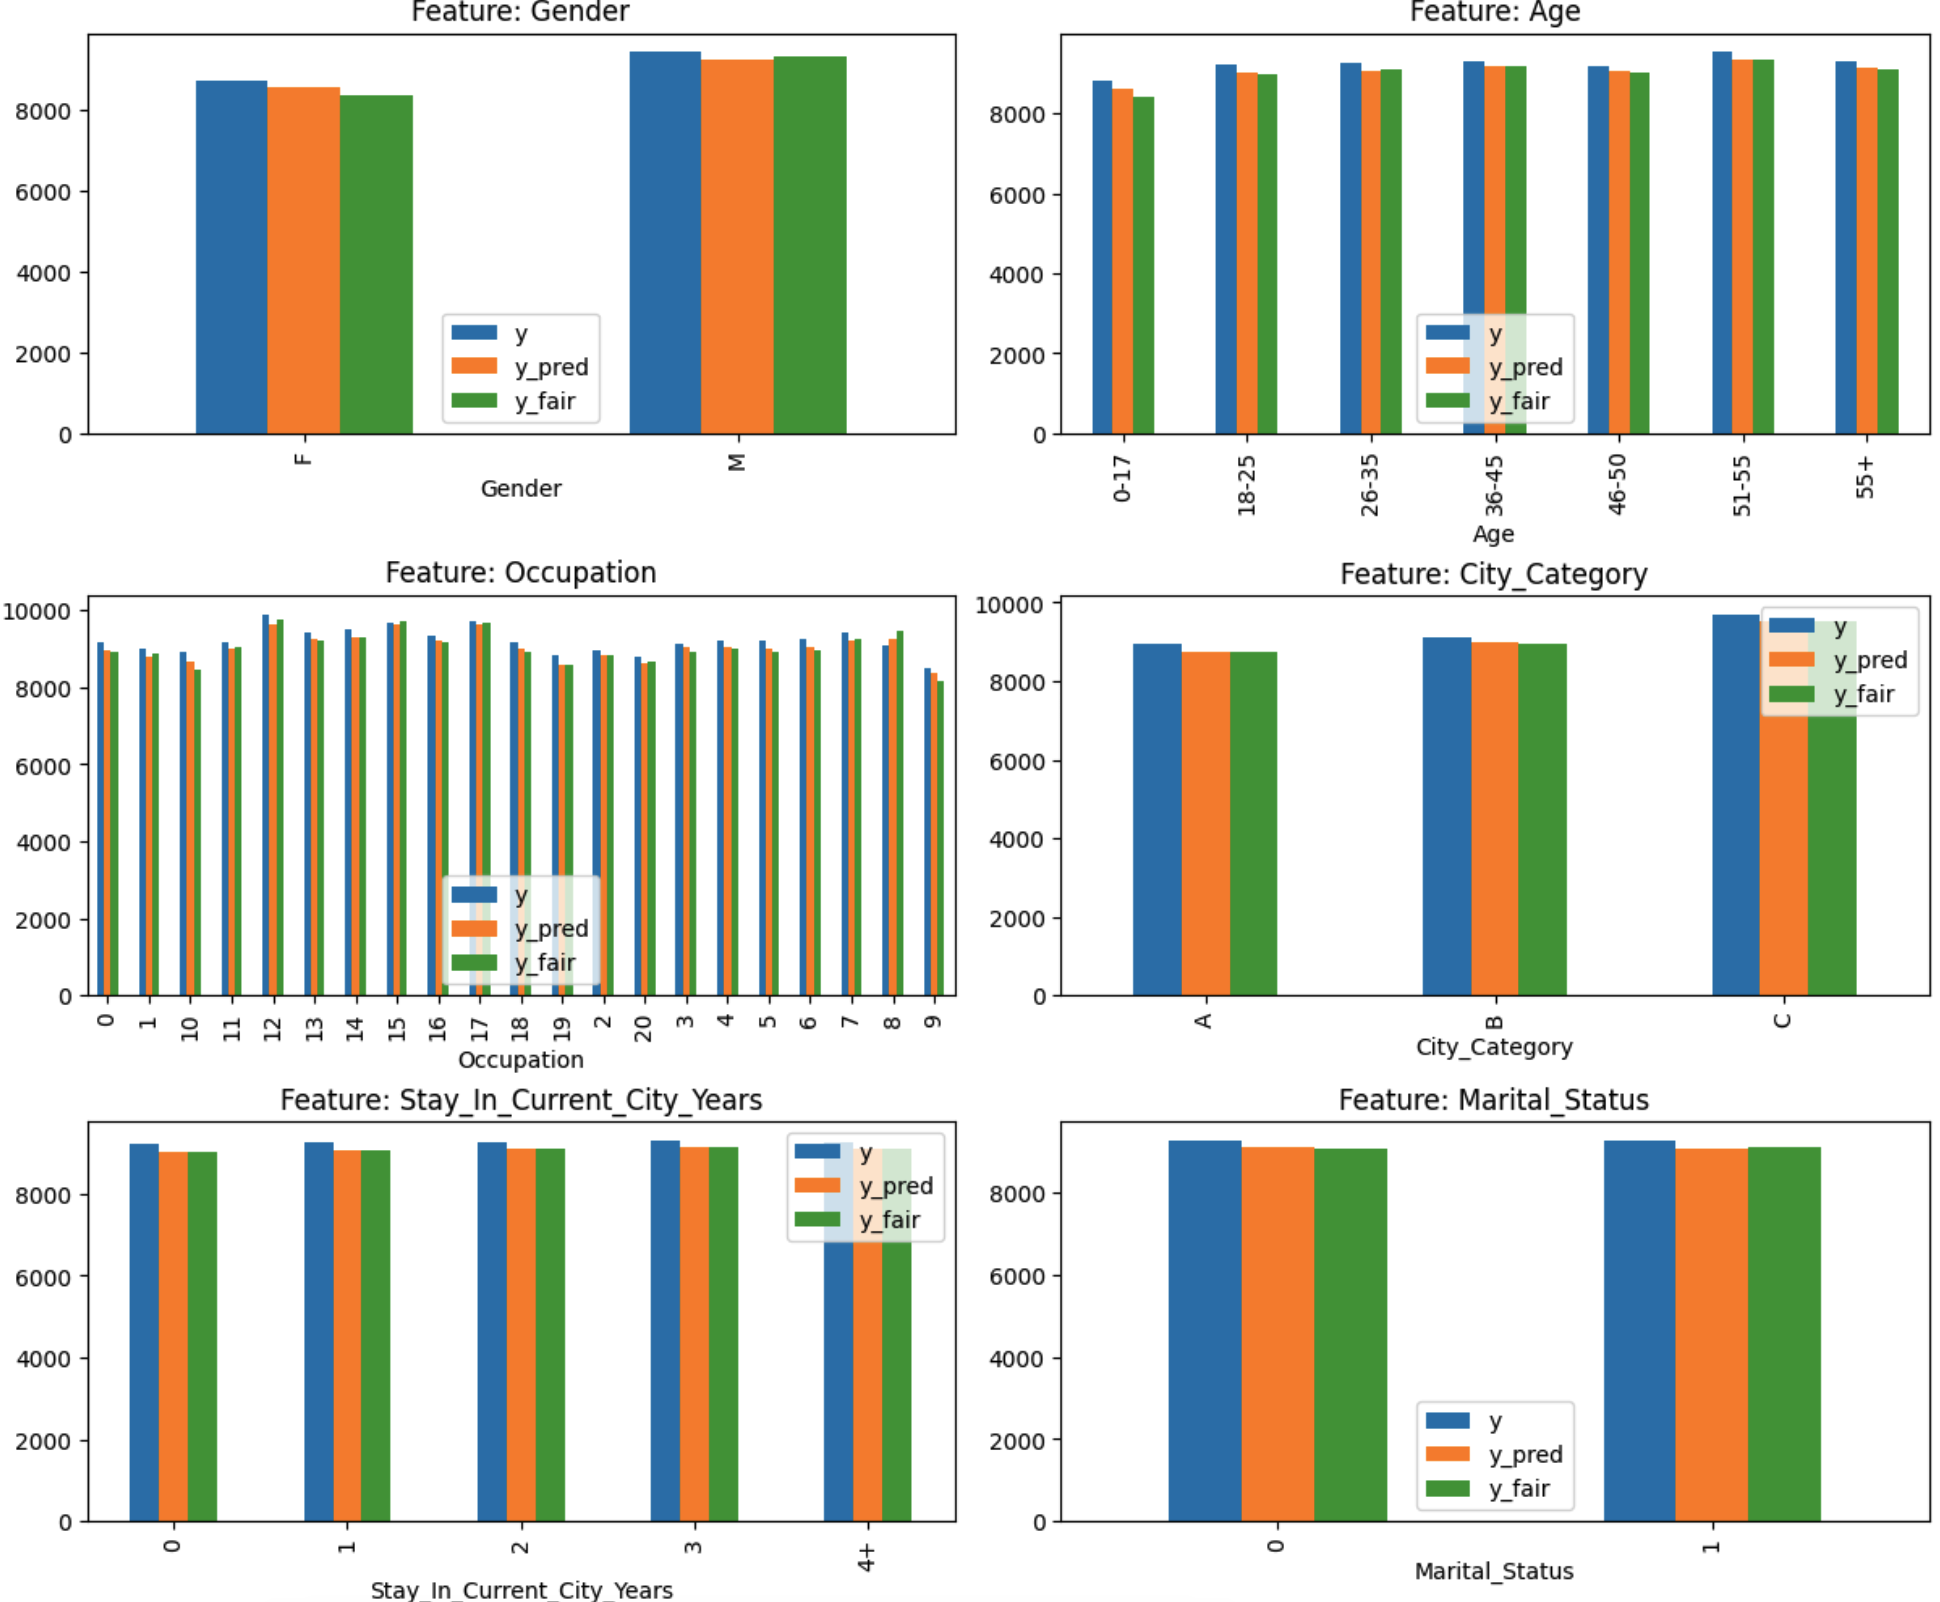 Feature: Gender
8000
6000
4000
2000
0
y
y_pred
y_fair
F
M
Gender
Feature: Age
8000
6000
4000
2000
0
y
y_pred
y_fair
0-17
18-25
26-35
36-45
46-50
51-55
55+
Age
Feature: Occupation
10000
8000
6000
4000
2000
0
y
y_pred
y_fair
0
1
10
11
12
13
14
15
16
17
18
19
2
20
3
4
5
6
7
8
9
Occupation
Feature: City_Category
10000
8000
6000
4000
2000
0
y
y_pred
y_fair
A
B
C
City_Category
Feature: Stay_In_Current_City_Years
8000
6000
4000
2000
0
y
y_pred
y_fair
0
1
2
3
4+
Stay_In_Current_City_Years
Feature: Marital_Status
8000
6000
4000
2000
0
y
y_pred
y_fair
0
1
Marital_Status